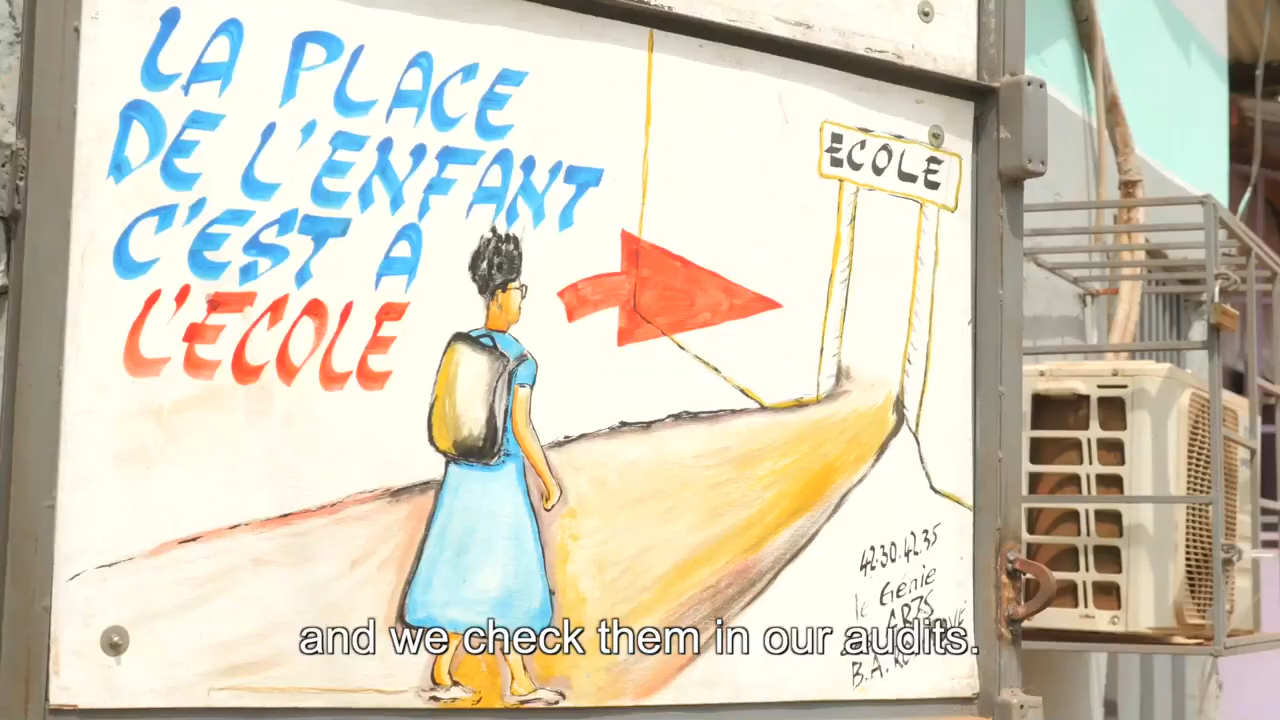 LA PLACE
DE L'ENFANT
C'EST A
L'ECOLE
ECOLE
42.30.42.35
le Génie
ARTS
B.A.
and we check them in our audits.